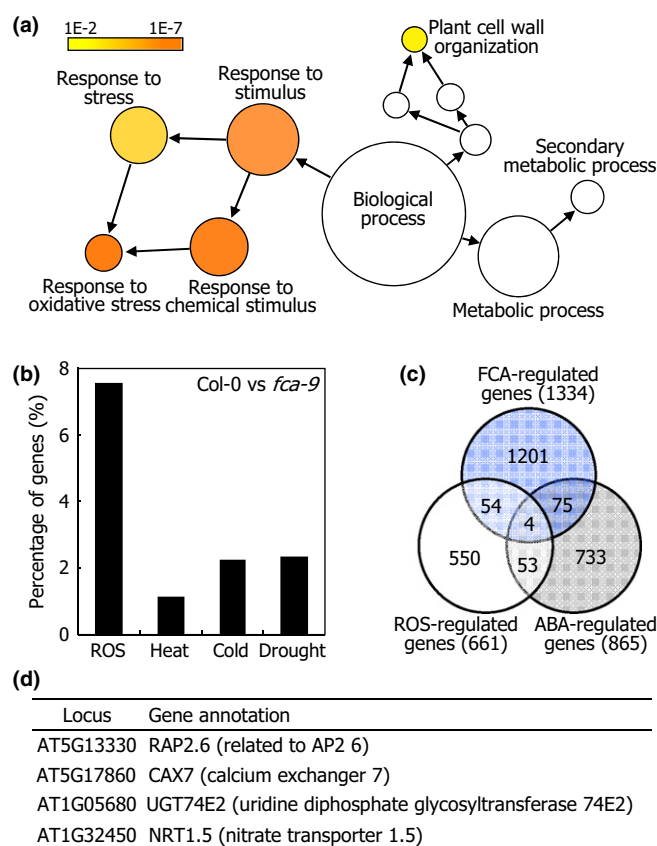 (a)
1E-2
1E-7
Response to
stress
Response to
stimulus
Plant cell wall
organization
Secondary
metabolic process
Biological
process
Response to
oxidative stress
Response to
chemical stimulus
Metabolic process
(b)
Percentage of genes (%)
8
6
4
2
0
Col-0 vs fca-9
ROS
Heat
Cold
Drought
(c)
FCA-regulated
genes (1334)
1201
54
75
4
550
53
733
ROS-regulated
genes (661)
ABA-regulated
genes (865)
(d)
Locus Gene annotation
AT5G13330 RAP2.6 (related to AP2 6)
AT5G17860 CAX7 (calcium exchanger 7)
AT1G05680 UGT74E2 (uridine diphosphate glycosyltransferase 74E2)
AT1G32450 NRT1.5 (nitrate transporter 1.5)